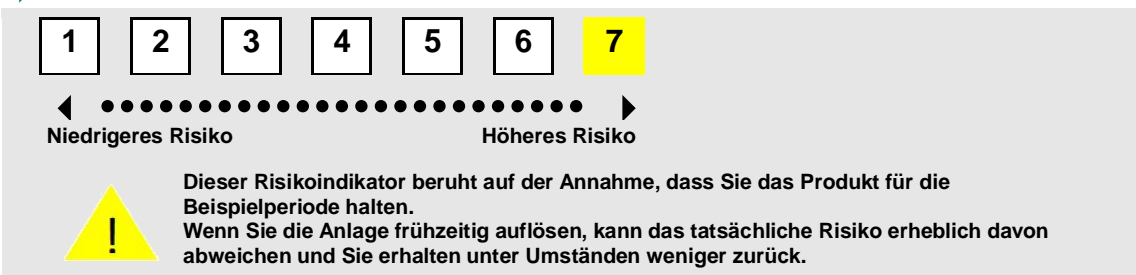 1 2 3 4 5 6 7
Niedrigeres Risiko Höheres Risiko
Dieser Risikoindikator beruht auf der Annahme, dass Sie das Produkt für die
Beispielperiode halten.
Wenn Sie die Anlage frühzeitig auflösen, kann das tatsächliche Risiko erheblich davon
abweichen und Sie erhalten unter Umständen weniger zurück.
!